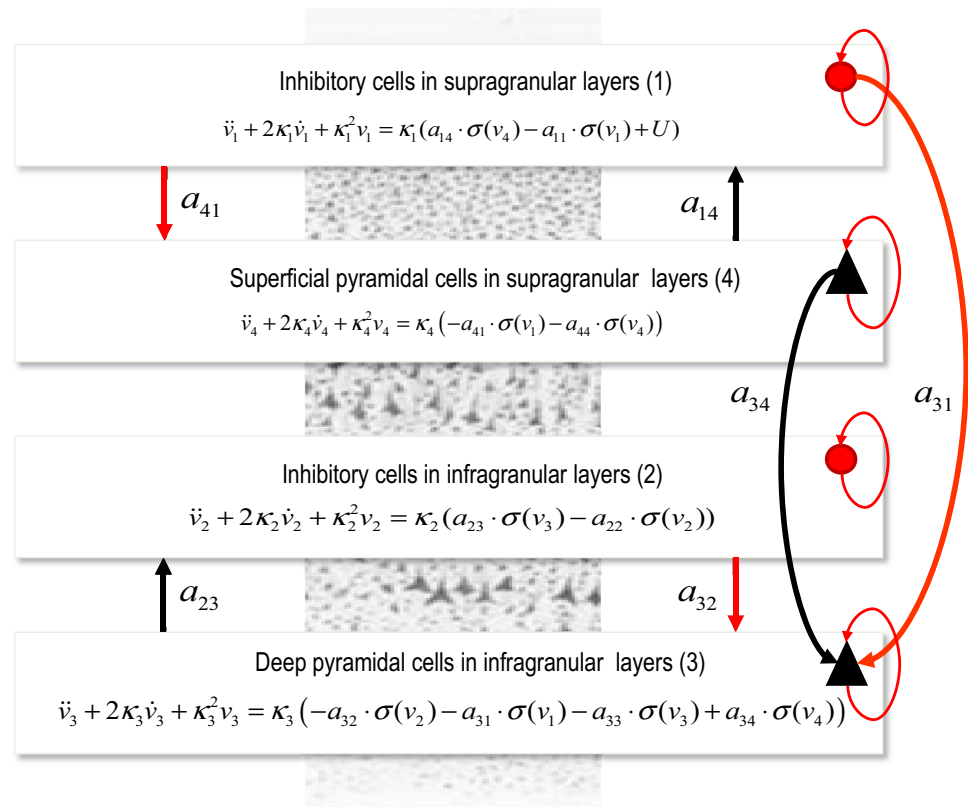 Inhibitory cells in supragranular layers (1)
v̈₁ + 2κ₁v̇₁ + κ₁²v₁ = κ₁(a₁₄ · σ(v₄) − a₁₁ · σ(v₁) + U)
a₄₁
a₁₄
Superficial pyramidal cells in supragranular layers (4)
v̈₄ + 2κ₄v̇₄ + κ₄²v₄ = κ₄(−a₄₁ · σ(v₁) − a₄₄ · σ(v₄))
a₃₄
a₃₁
Inhibitory cells in infragranular layers (2)
v̈₂ + 2κ₂v̇₂ + κ₂²v₂ = κ₂(a₂₃ · σ(v₃) − a₂₂ · σ(v₂))
a₂₃
a₃₂
Deep pyramidal cells in infragranular layers (3)
v̈₃ + 2κ₃v̇₃ + κ₃²v₃ = κ₃(−a₃₂ · σ(v₂) − a₃₁ · σ(v₁) − a₃₃ · σ(v₃) + a₃₄ · σ(v₄))